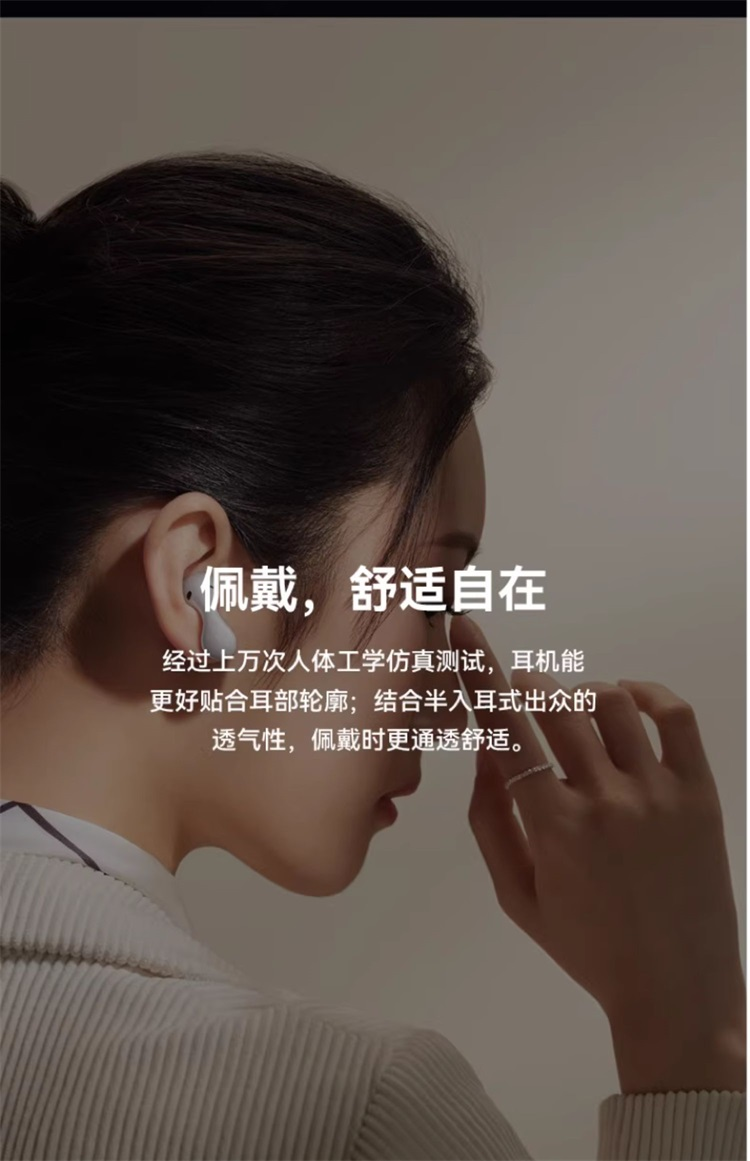 佩戴，舒适自在
经过上万次人体工学仿真测试，耳机能
更好贴合耳部轮廓；结合半入耳式出众的
透气性，佩戴时更通透舒适。